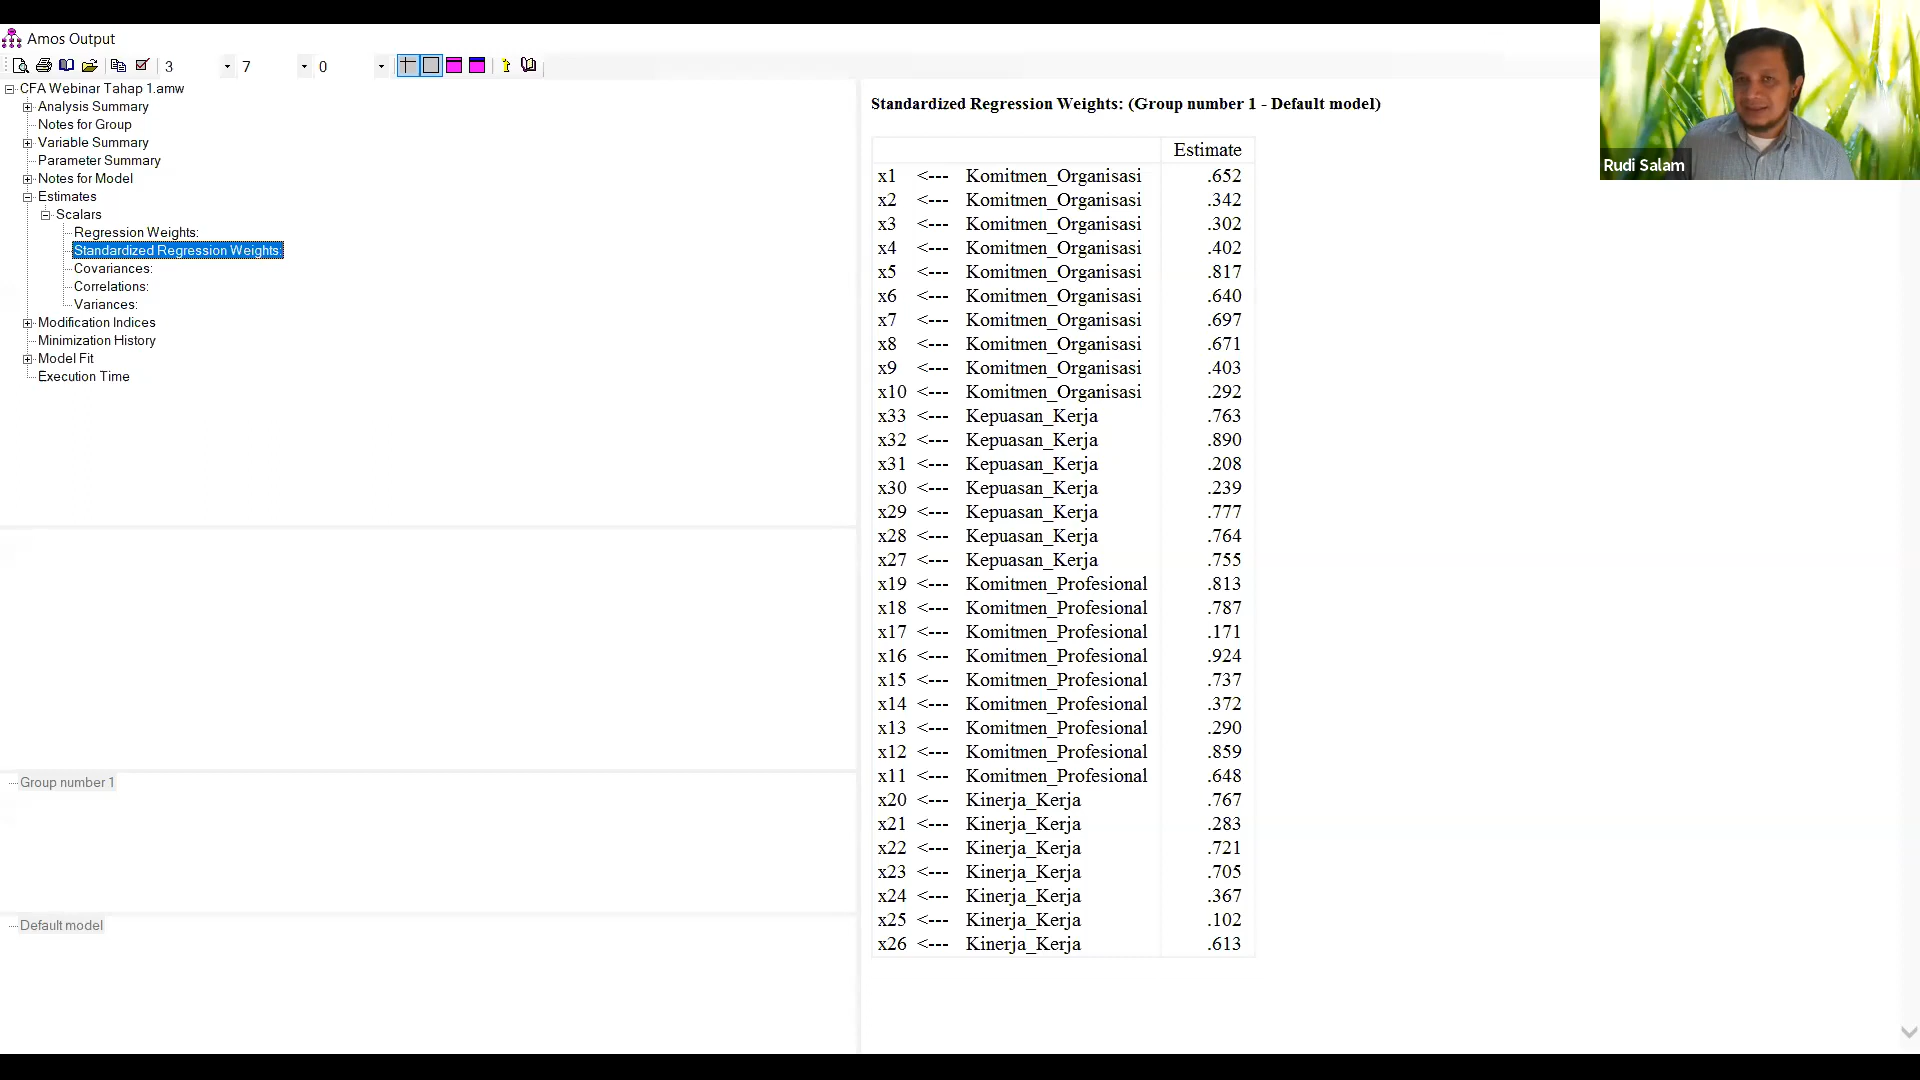 Amos Output
3 7 0
CFA Webinar Tahap 1.amw
Analysis Summary
Notes for Group
Variable Summary
Parameter Summary
Notes for Model
Estimates
Scalars
Regression Weights:
Standardized Regression Weights:
Covariances:
Correlations:
Variances:
Modification Indices
Minimization History
Model Fit
Execution Time
Group number 1
Default model
Standardized Regression Weights: (Group number 1 - Default model)
Estimate
x1 <--- Komitmen_Organisasi .652
x2 <--- Komitmen_Organisasi .342
x3 <--- Komitmen_Organisasi .302
x4 <--- Komitmen_Organisasi .402
x5 <--- Komitmen_Organisasi .817
x6 <--- Komitmen_Organisasi .640
x7 <--- Komitmen_Organisasi .697
x8 <--- Komitmen_Organisasi .671
x9 <--- Komitmen_Organisasi .403
x10 <--- Komitmen_Organisasi .292
x33 <--- Kepuasan_Kerja .763
x32 <--- Kepuasan_Kerja .890
x31 <--- Kepuasan_Kerja .208
x30 <--- Kepuasan_Kerja .239
x29 <--- Kepuasan_Kerja .777
x28 <--- Kepuasan_Kerja .764
x27 <--- Kepuasan_Kerja .755
x19 <--- Komitmen_Profesional .813
x18 <--- Komitmen_Profesional .787
x17 <--- Komitmen_Profesional .171
x16 <--- Komitmen_Profesional .924
x15 <--- Komitmen_Profesional .737
x14 <--- Komitmen_Profesional .372
x13 <--- Komitmen_Profesional .290
x12 <--- Komitmen_Profesional .859
x11 <--- Komitmen_Profesional .648
x20 <--- Kinerja_Kerja .767
x21 <--- Kinerja_Kerja .283
x22 <--- Kinerja_Kerja .721
x23 <--- Kinerja_Kerja .705
x24 <--- Kinerja_Kerja .367
x25 <--- Kinerja_Kerja .102
x26 <--- Kinerja_Kerja .613
Rudi Salam